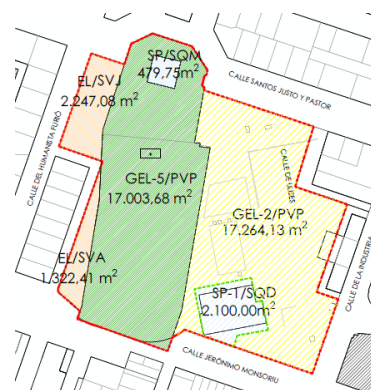 SP/SQM
479,75m²
EL/SVJ
2.247,08 m²
CALLE SANTOS JUSTO Y PASTOR
CALLE DEL HUMANISTA FURIÓ
CALLE DE ULISES
GEL-5/PVP
17.003,68 m²
GEL-2/PVP
17.264,13 m²
EL/SVA
1.322,41 m²
SP-1/SQD
2.100,00m²
CALLE DE LA INDUSTRIA
CALLE JERÓNIMO MONSORIU